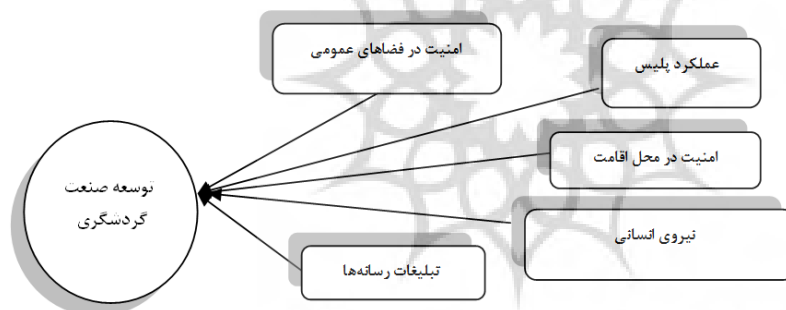 امنیت در فضاهای عمومی
عملکرد پلیس
امنیت در محل اقامت
توسعه صنعت
گردشگری
نیروی انسانی
تبلیغات رسانه‌ها